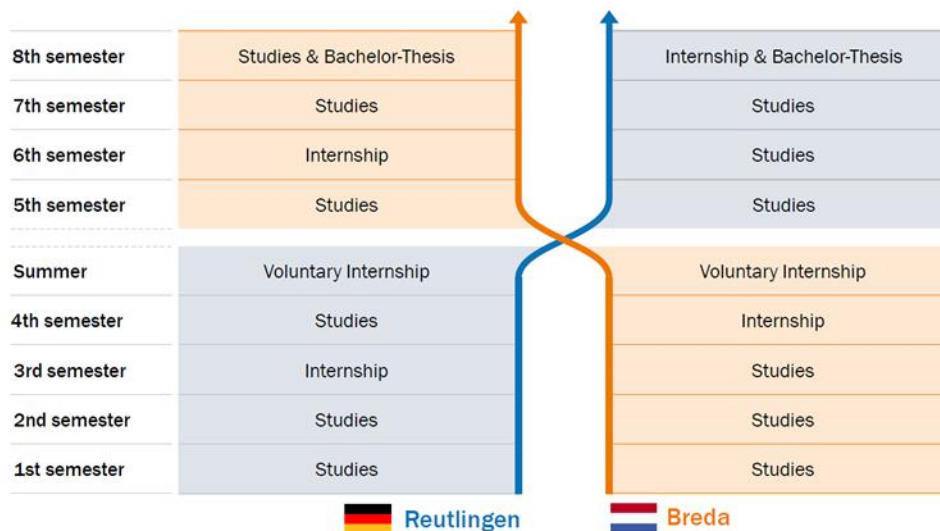 8th semester Studies & Bachelor-Thesis Internship & Bachelor-Thesis
7th semester Studies Studies
6th semester Internship Studies
5th semester Studies Studies
Summer Voluntary Internship Voluntary Internship
4th semester Studies Internship
3rd semester Internship Studies
2nd semester Studies Studies
1st semester Studies Studies
Reutlingen Breda